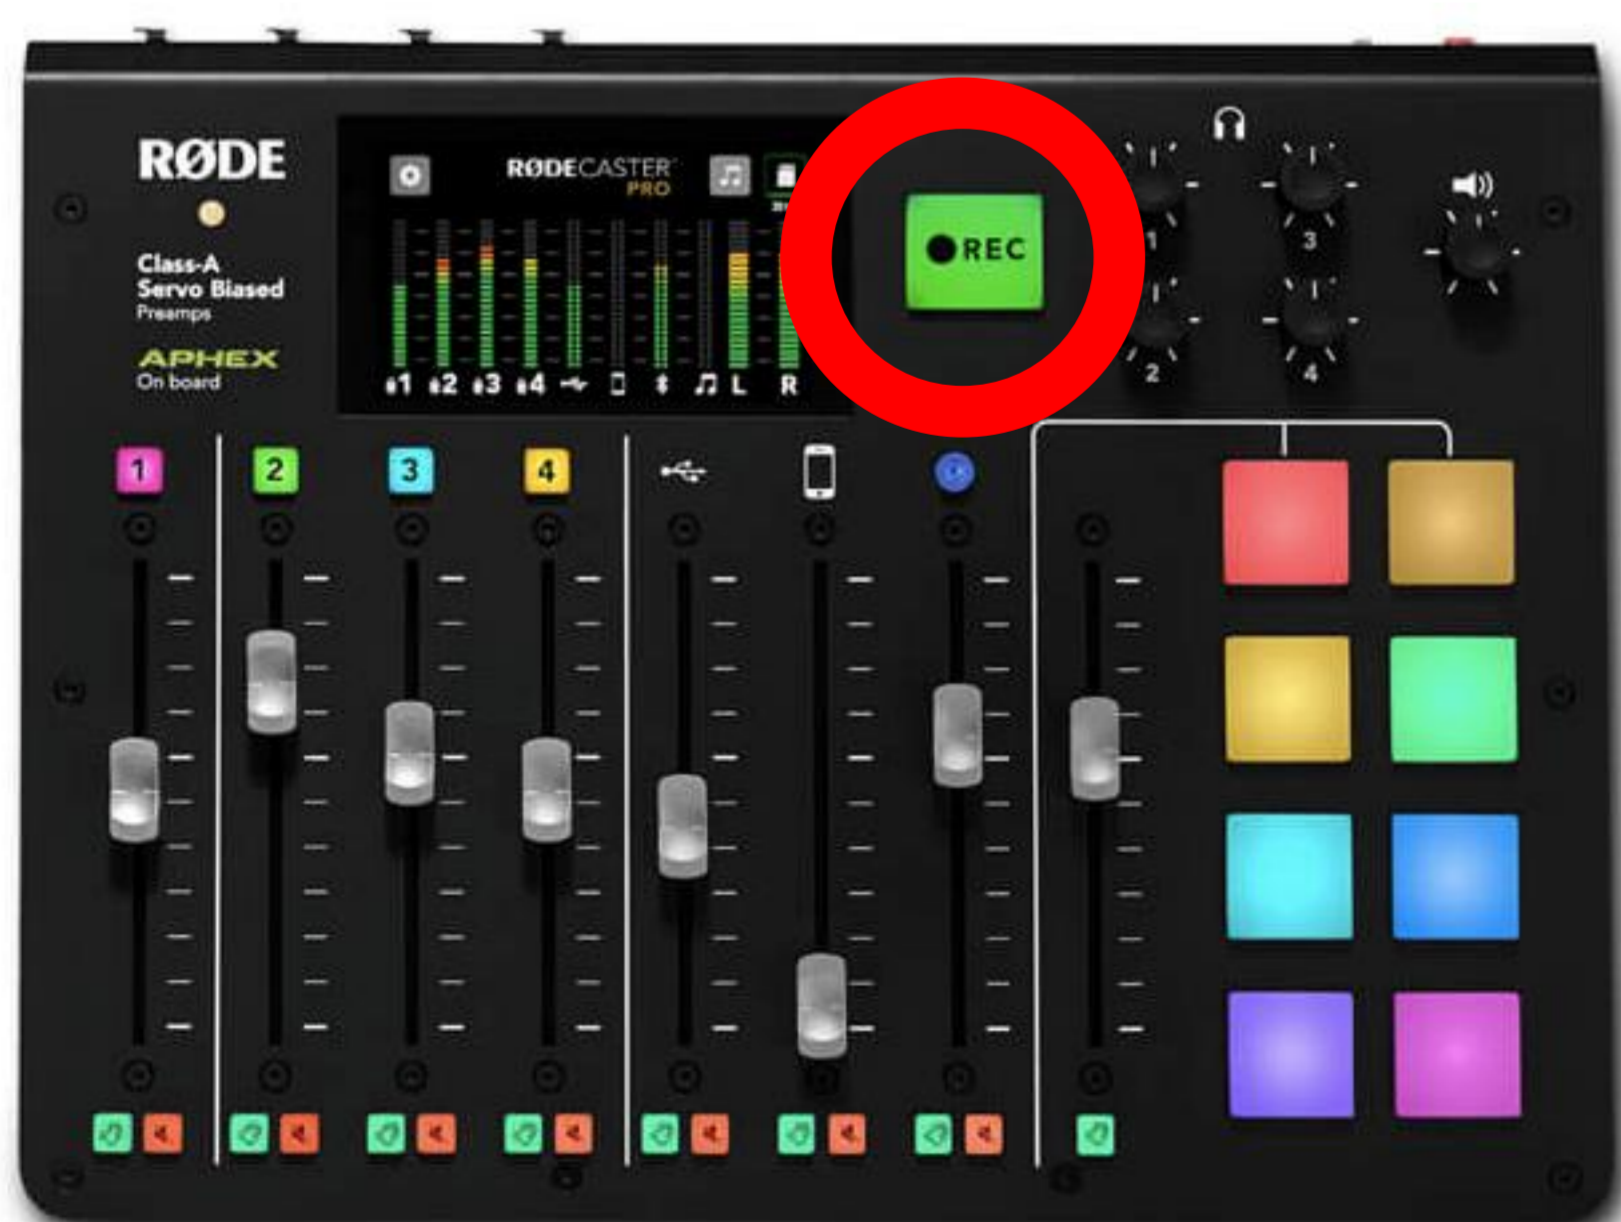 RØDE
Class-A
Servo Biased
Preamps
APHEX
On board
RØDECASTER™
PRO
1 2 3 4 L R
REC
1
3
2
4
1
2
3
4